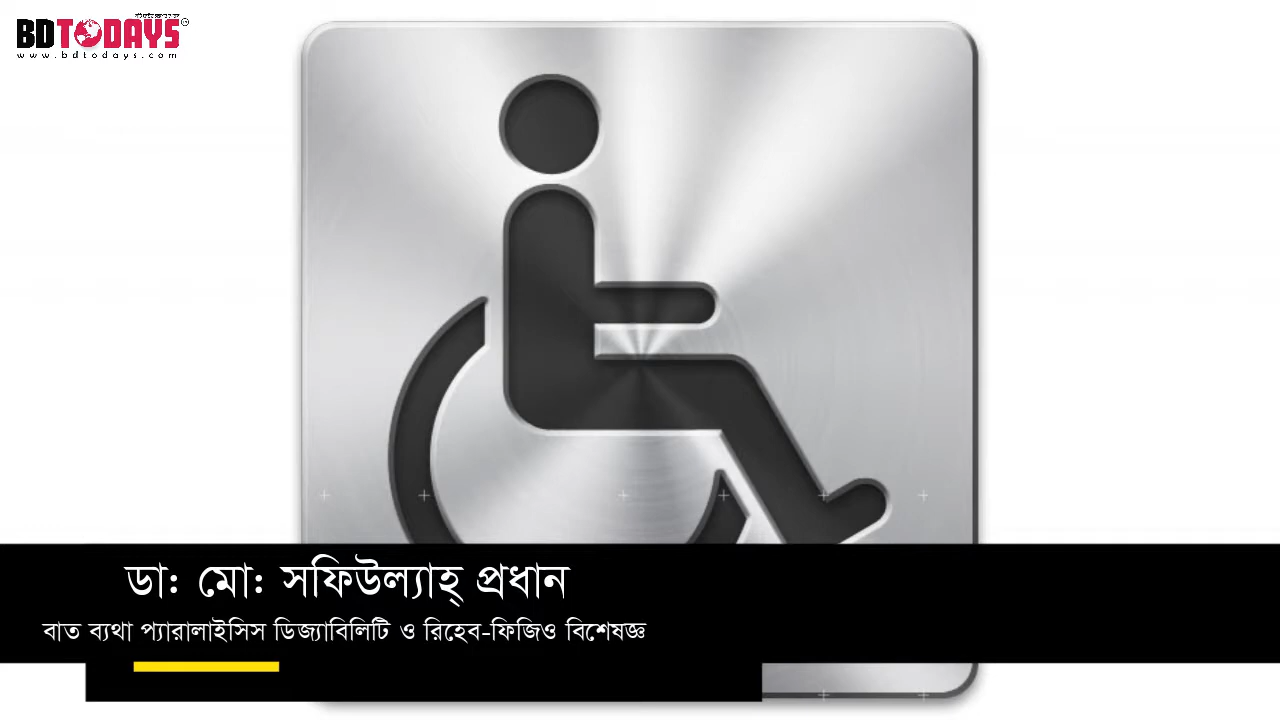 BDTODAYS
www.bdtodays.com
ডা: মো: সফিউল্যাহ্ প্রধান
বাত ব্যথা প্যারালাইসিস ডিজ্যাবিলিটি ও রিহেব-ফিজিও বিশেষজ্ঞ